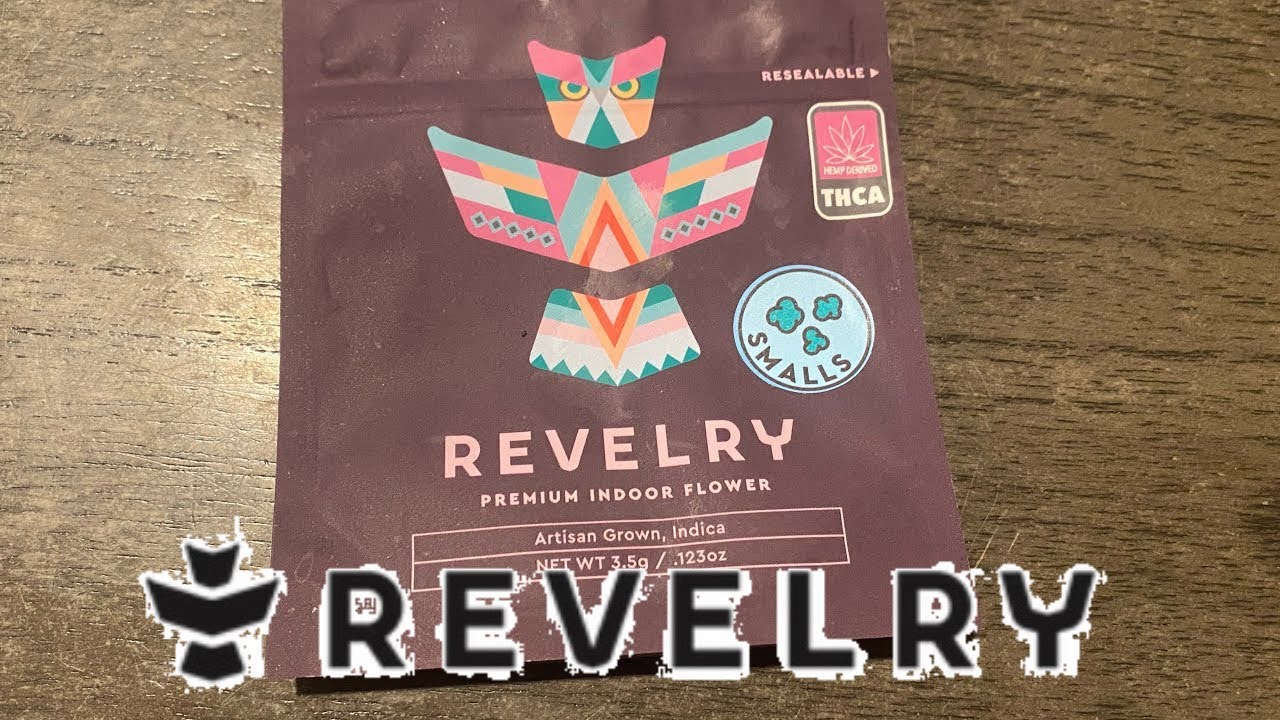 RESEALABLE
HEMP DERIVED
THCA
SMALLS
REVELRY
PREMIUM INDOOR FLOWER
Artisan Grown, Indica
NET WT 3.5g / .123oz
REVELRY